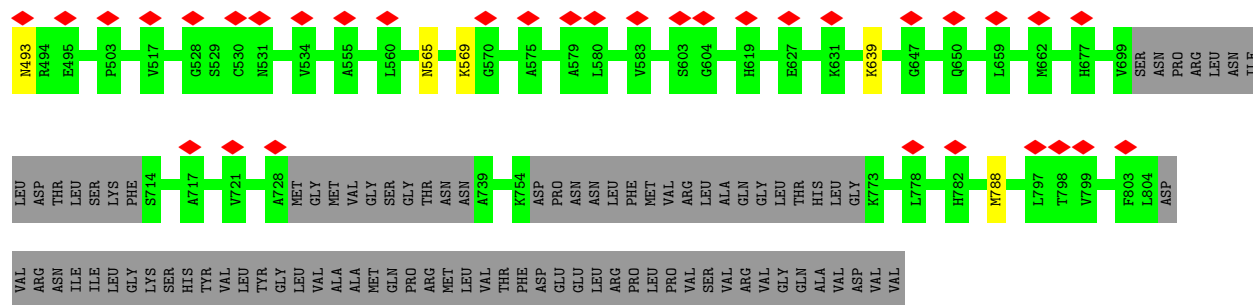 N493 R494 E495 P503 V517 G528 S529 C530 N531 V534 A555 L560 N565 K569 G570 A575 A579 L580 V583 S603 G604 H619 E627 K631 K639 G647 Q650 L659 M662 H677 V699 SER ASN PRO ARG LEU ASN ILE
LEU ASP THR LEU SER LYS PHE S714 A717 V721 A728 MET GLY MET VAL GLY SER GLY THR ASN ASN A739 K754 ASP PRO ASN ASN LEU PHE MET VAL ARG LEU ALA GLN GLY LEU THR HIS LEU GLY K773 L778 H782 M788 L797 T798 V799 F803 L804 ASP
VAL ARG ASN ILE ILE LEU GLY LYS SER HIS TYR VAL LEU TYR GLY LEU VAL ALA ALA MET GLN PRO ARG MET LEU VAL THR PHE ASP GLU GLU LEU ARG PRO LEU PRO VAL SER VAL ARG VAL GLY GLN ALA VAL ASP VAL VAL